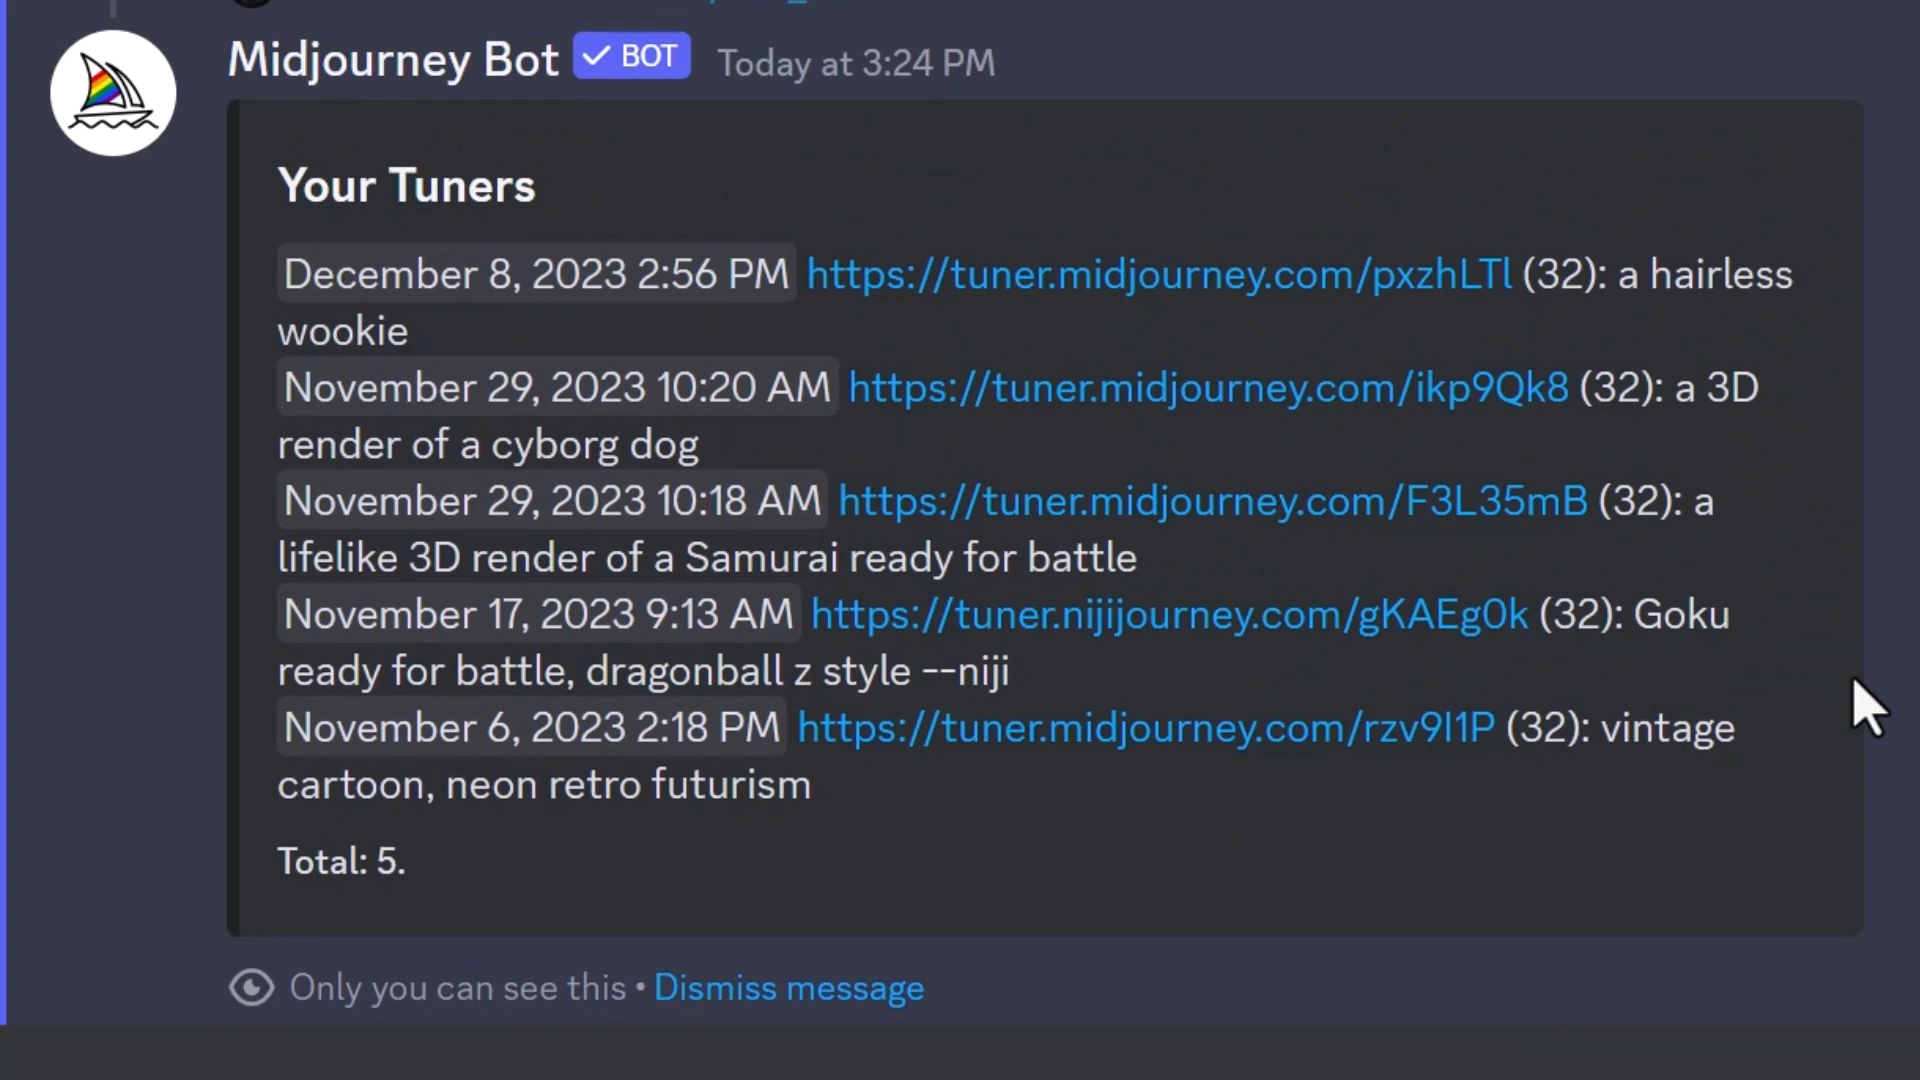 Midjourney Bot ✓ BOT Today at 3:24 PM
Your Tuners
December 8, 2023 2:56 PM https://tuner.midjourney.com/pxzhLTl (32): a hairless
wookie
November 29, 2023 10:20 AM https://tuner.midjourney.com/ikp9Qk8 (32): a 3D
render of a cyborg dog
November 29, 2023 10:18 AM https://tuner.midjourney.com/F3L35mB (32): a
lifelike 3D render of a Samurai ready for battle
November 17, 2023 9:13 AM https://tuner.nijijourney.com/gKAEg0k (32): Goku
ready for battle, dragonball z style --niji
November 6, 2023 2:18 PM https://tuner.midjourney.com/rzv9I1P (32): vintage
cartoon, neon retro futurism
Total: 5.
Only you can see this • Dismiss message